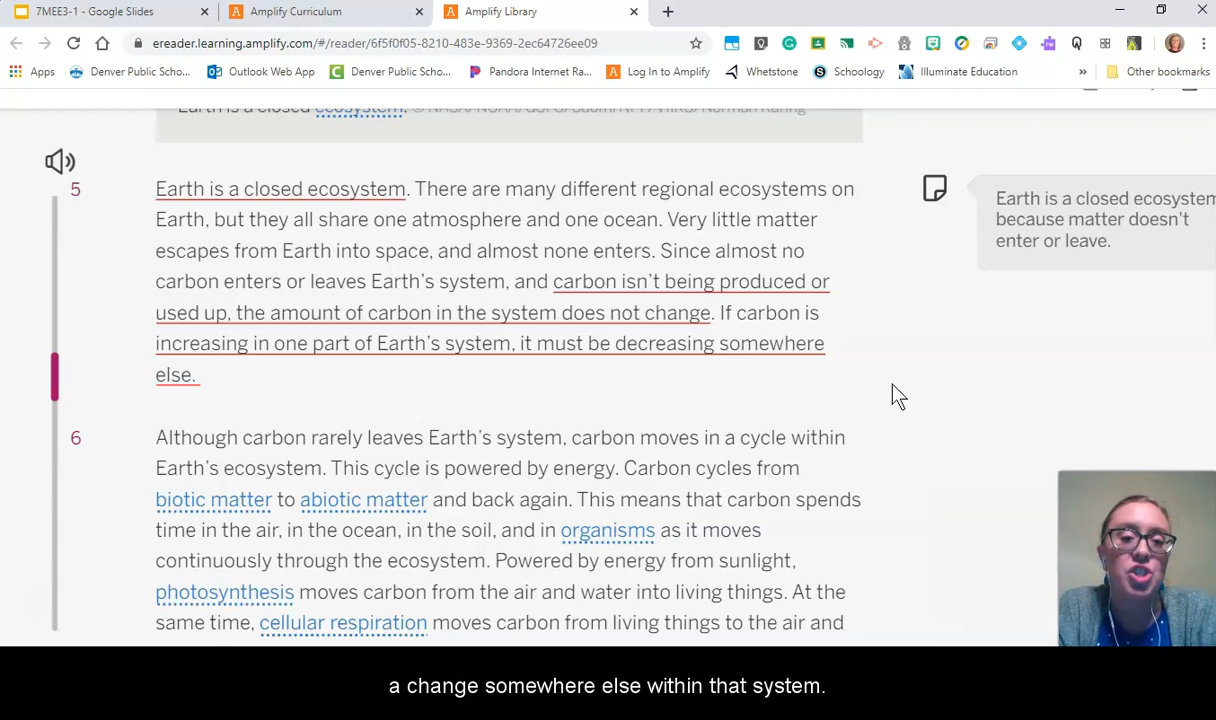 7MEE3-1 - Google Slides
Amplify Curriculum
Amplify Library
ereader.learning.amplify.com/#/reader/6f5f0f05-8210-483e-9369-2ec64726ee09
Apps
Denver Public Scho...
Outlook Web App
Denver Public Scho...
Pandora Internet Ra...
Log In to Amplify
Whetstone
Schoology
Illuminate Education
»
Other bookmarks
Earth is a closed ecosystem.
5
Earth is a closed ecosystem. There are many different regional ecosystems on
Earth, but they all share one atmosphere and one ocean. Very little matter
escapes from Earth into space, and almost none enters. Since almost no
carbon enters or leaves Earth’s system, and carbon isn’t being produced or
used up, the amount of carbon in the system does not change. If carbon is
increasing in one part of Earth’s system, it must be decreasing somewhere
else.
Earth is a closed ecosystem
because matter doesn't
enter or leave.
6
Although carbon rarely leaves Earth’s system, carbon moves in a cycle within
Earth’s ecosystem. This cycle is powered by energy. Carbon cycles from
biotic matter to abiotic matter and back again. This means that carbon spends
time in the air, in the ocean, in the soil, and in organisms as it moves
continuously through the ecosystem. Powered by energy from sunlight,
photosynthesis moves carbon from the air and water into living things. At the
same time, cellular respiration moves carbon from living things to the air and
a change somewhere else within that system.